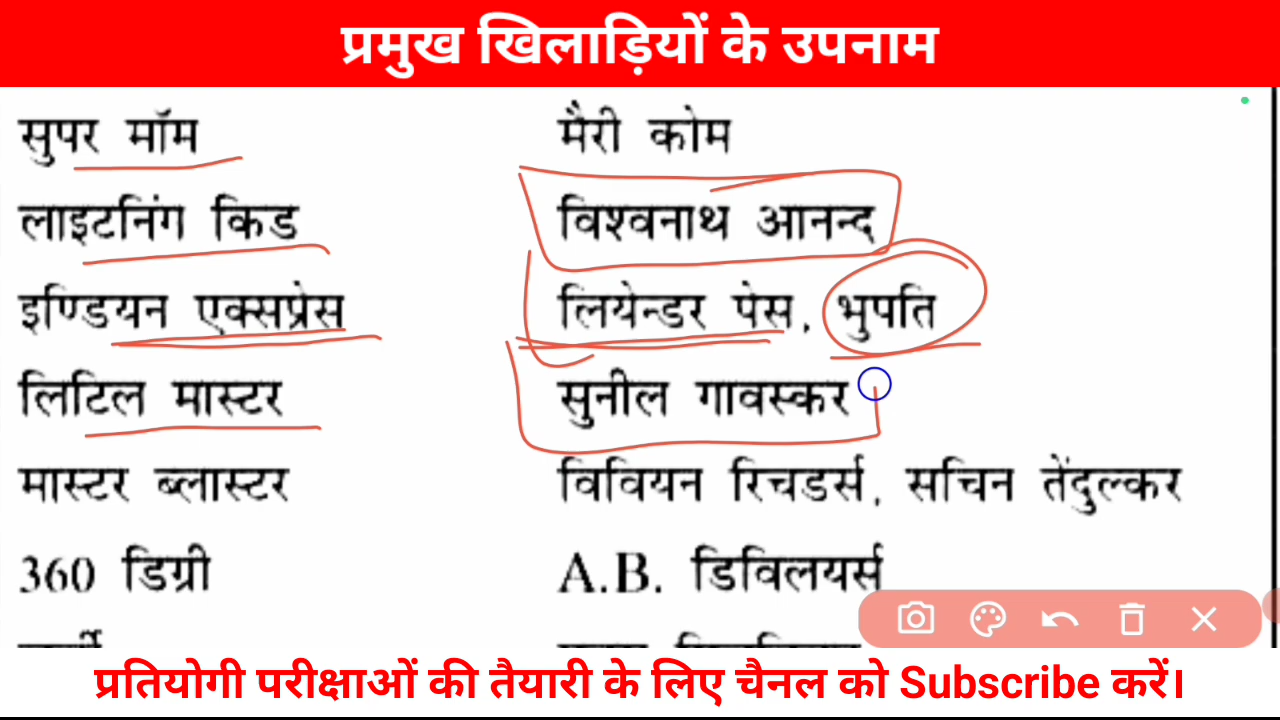 प्रमुख खिलाड़ियों के उपनाम
सुपर मॉम मैरी कोम
लाइटनिंग किड विश्वनाथ आनन्द
इण्डियन एक्सप्रेस लियेन्डर पेस, भुपति
लिटिल मास्टर सुनील गावस्कर
मास्टर ब्लास्टर विवियन रिचडर्स, सचिन तेंदुल्कर
360 डिग्री A.B. डिविलयर्स
प्रतियोगी परीक्षाओं की तैयारी के लिए चैनल को Subscribe करें।